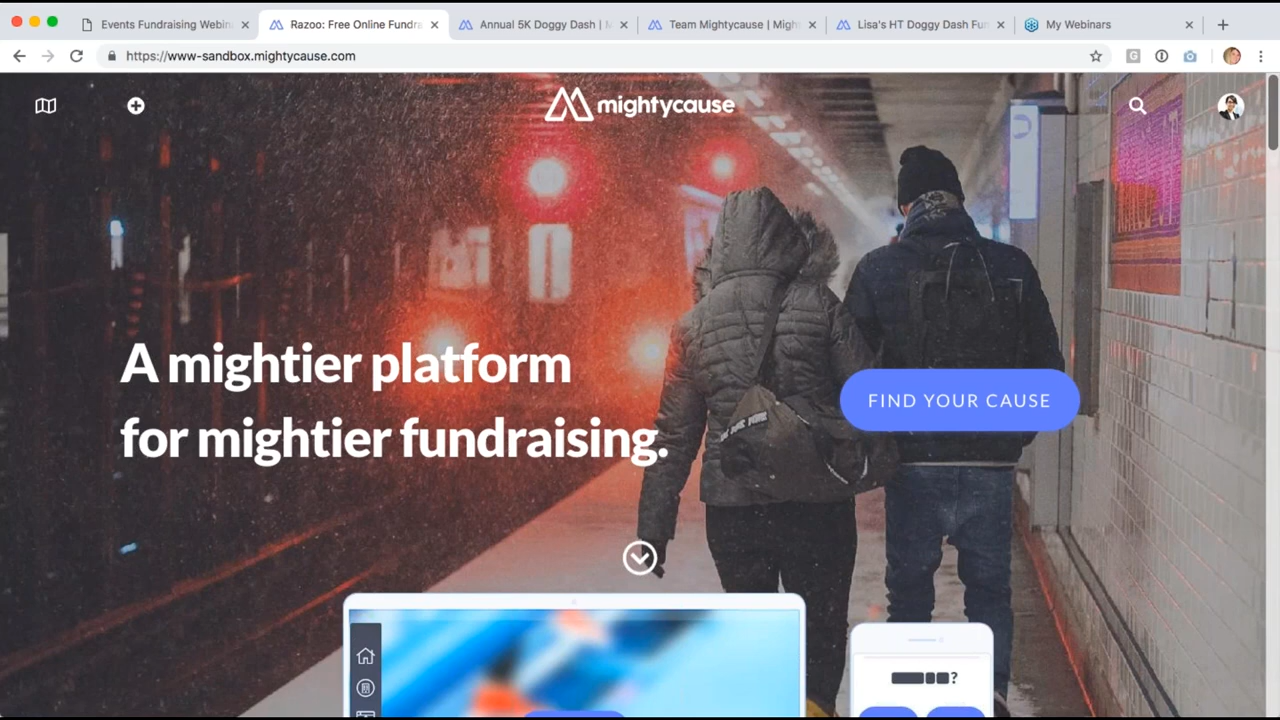 Events Fundraising Webin
Razoo: Free Online Fundra
Annual 5K Doggy Dash |
Team Mightycause | Migh
Lisa's HT Doggy Dash Fun
My Webinars
https://www-sandbox.mightycause.com
mightycause
A mightier platform
for mightier fundraising.
FIND YOUR CAUSE
?